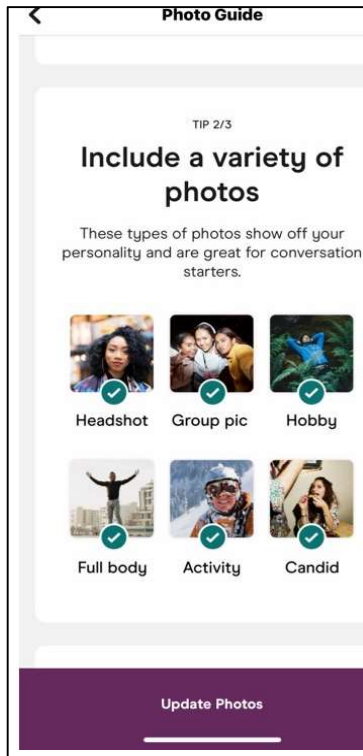 Photo Guide
TIP 2/3
Include a variety of
photos
These types of photos show off your
personality and are great for conversation
starters.
Headshot Group pic Hobby
Full body Activity Candid
Update Photos